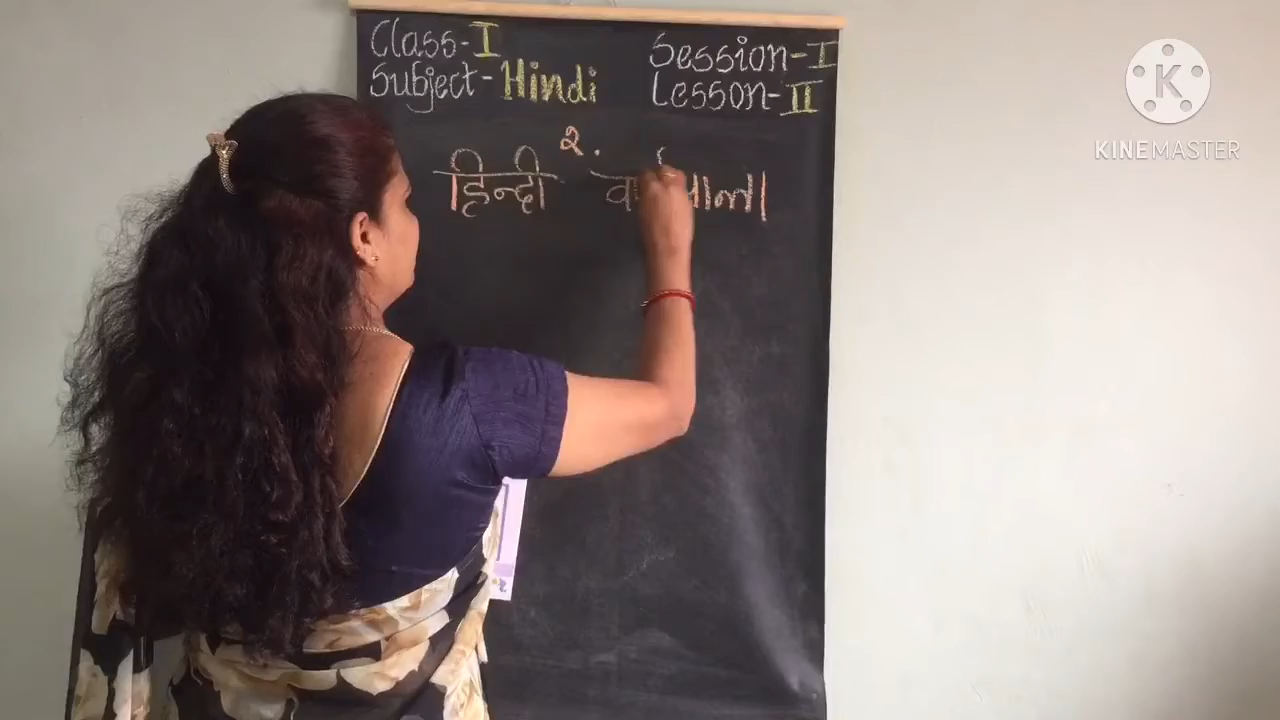 Class-I
Session-I
Subject-Hindi
Lesson-II
२.
हिन्दी
K
KINEMASTER